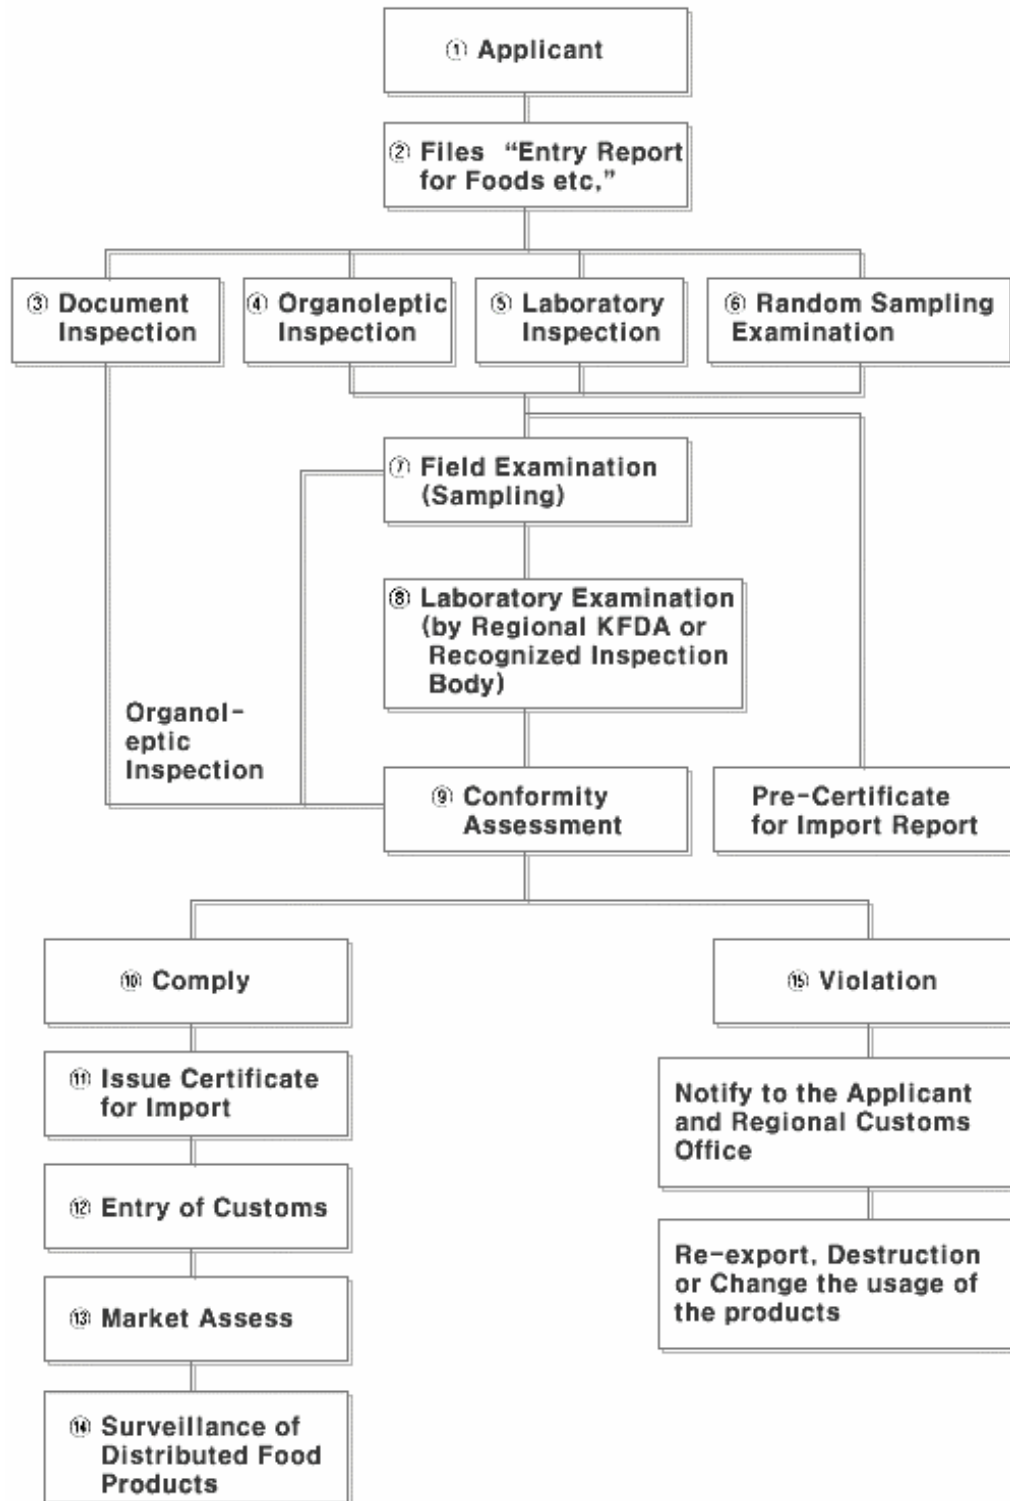 ① Applicant
② Files “Entry Report
for Foods etc,”
③ Document
Inspection
④ Organoleptic
Inspection
⑤ Laboratory
Inspection
⑥ Random Sampling
Examination
⑦ Field Examination
(Sampling)
⑧ Laboratory Examination
(by Regional KFDA or
Recognized Inspection
Body)
Organol-
eptic
Inspection
⑨ Conformity
Assessment
Pre-Certificate
for Import Report
⑩ Comply
⑪ Issue Certificate
for Import
⑫ Entry of Customs
⑬ Market Assess
⑭ Surveillance of
Distributed Food
Products
⑮ Violation
Notify to the Applicant
and Regional Customs
Office
Re-export, Destruction
or Change the usage of
the products